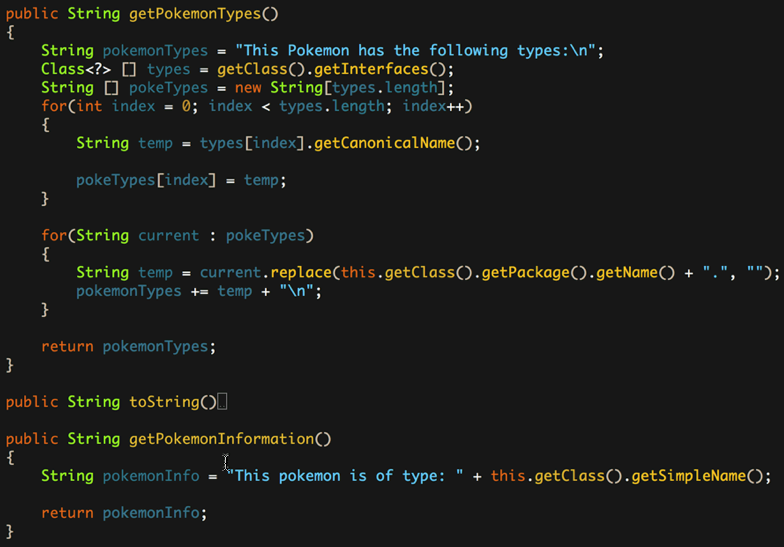 public String getPokemonTypes()
{
    String pokemonTypes = "This Pokemon has the following types:\n";
    Class<?> [] types = getClass().getInterfaces();
    String [] pokeTypes = new String[types.length];
    for(int index = 0; index < types.length; index++)
    {
        String temp = types[index].getCanonicalName();

        pokeTypes[index] = temp;
    }

    for(String current : pokeTypes)
    {
        String temp = current.replace(this.getClass().getPackage().getName() + ".", "");
        pokemonTypes += temp + "\n";
    }

    return pokemonTypes;
}

public String toString()

public String getPokemonInformation()
{
    String pokemonInfo = "This pokemon is of type: " + this.getClass().getSimpleName();

    return pokemonInfo;
}